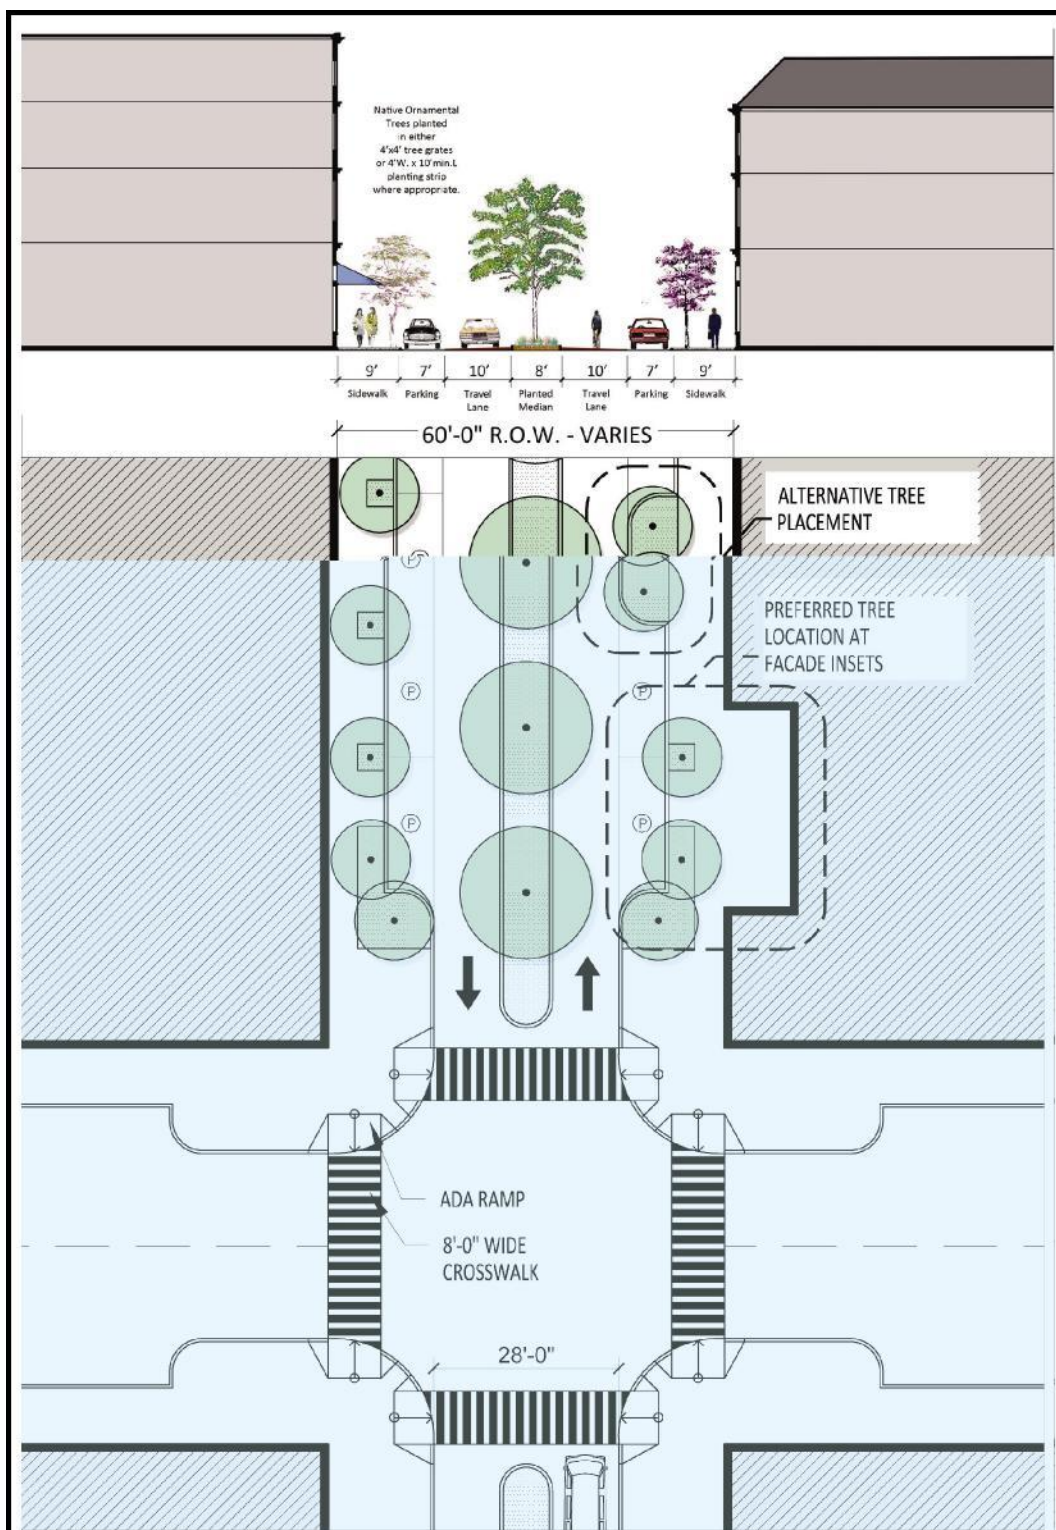 Native Ornamental
Trees planted
in either
4'x4' tree grates
or 4'W. x 10'min.L
planting strip
where appropriate.
9' 7' 10' 8' 10' 7' 9'
Sidewalk Parking Travel Lane Planted Median Travel Lane Parking Sidewalk
60'-0" R.O.W. - VARIES
ALTERNATIVE TREE
PLACEMENT
P
PREFERRED TREE
LOCATION AT
FACADE INSETS
P P
P P
ADA RAMP
8'-0" WIDE
CROSSWALK
28'-0"